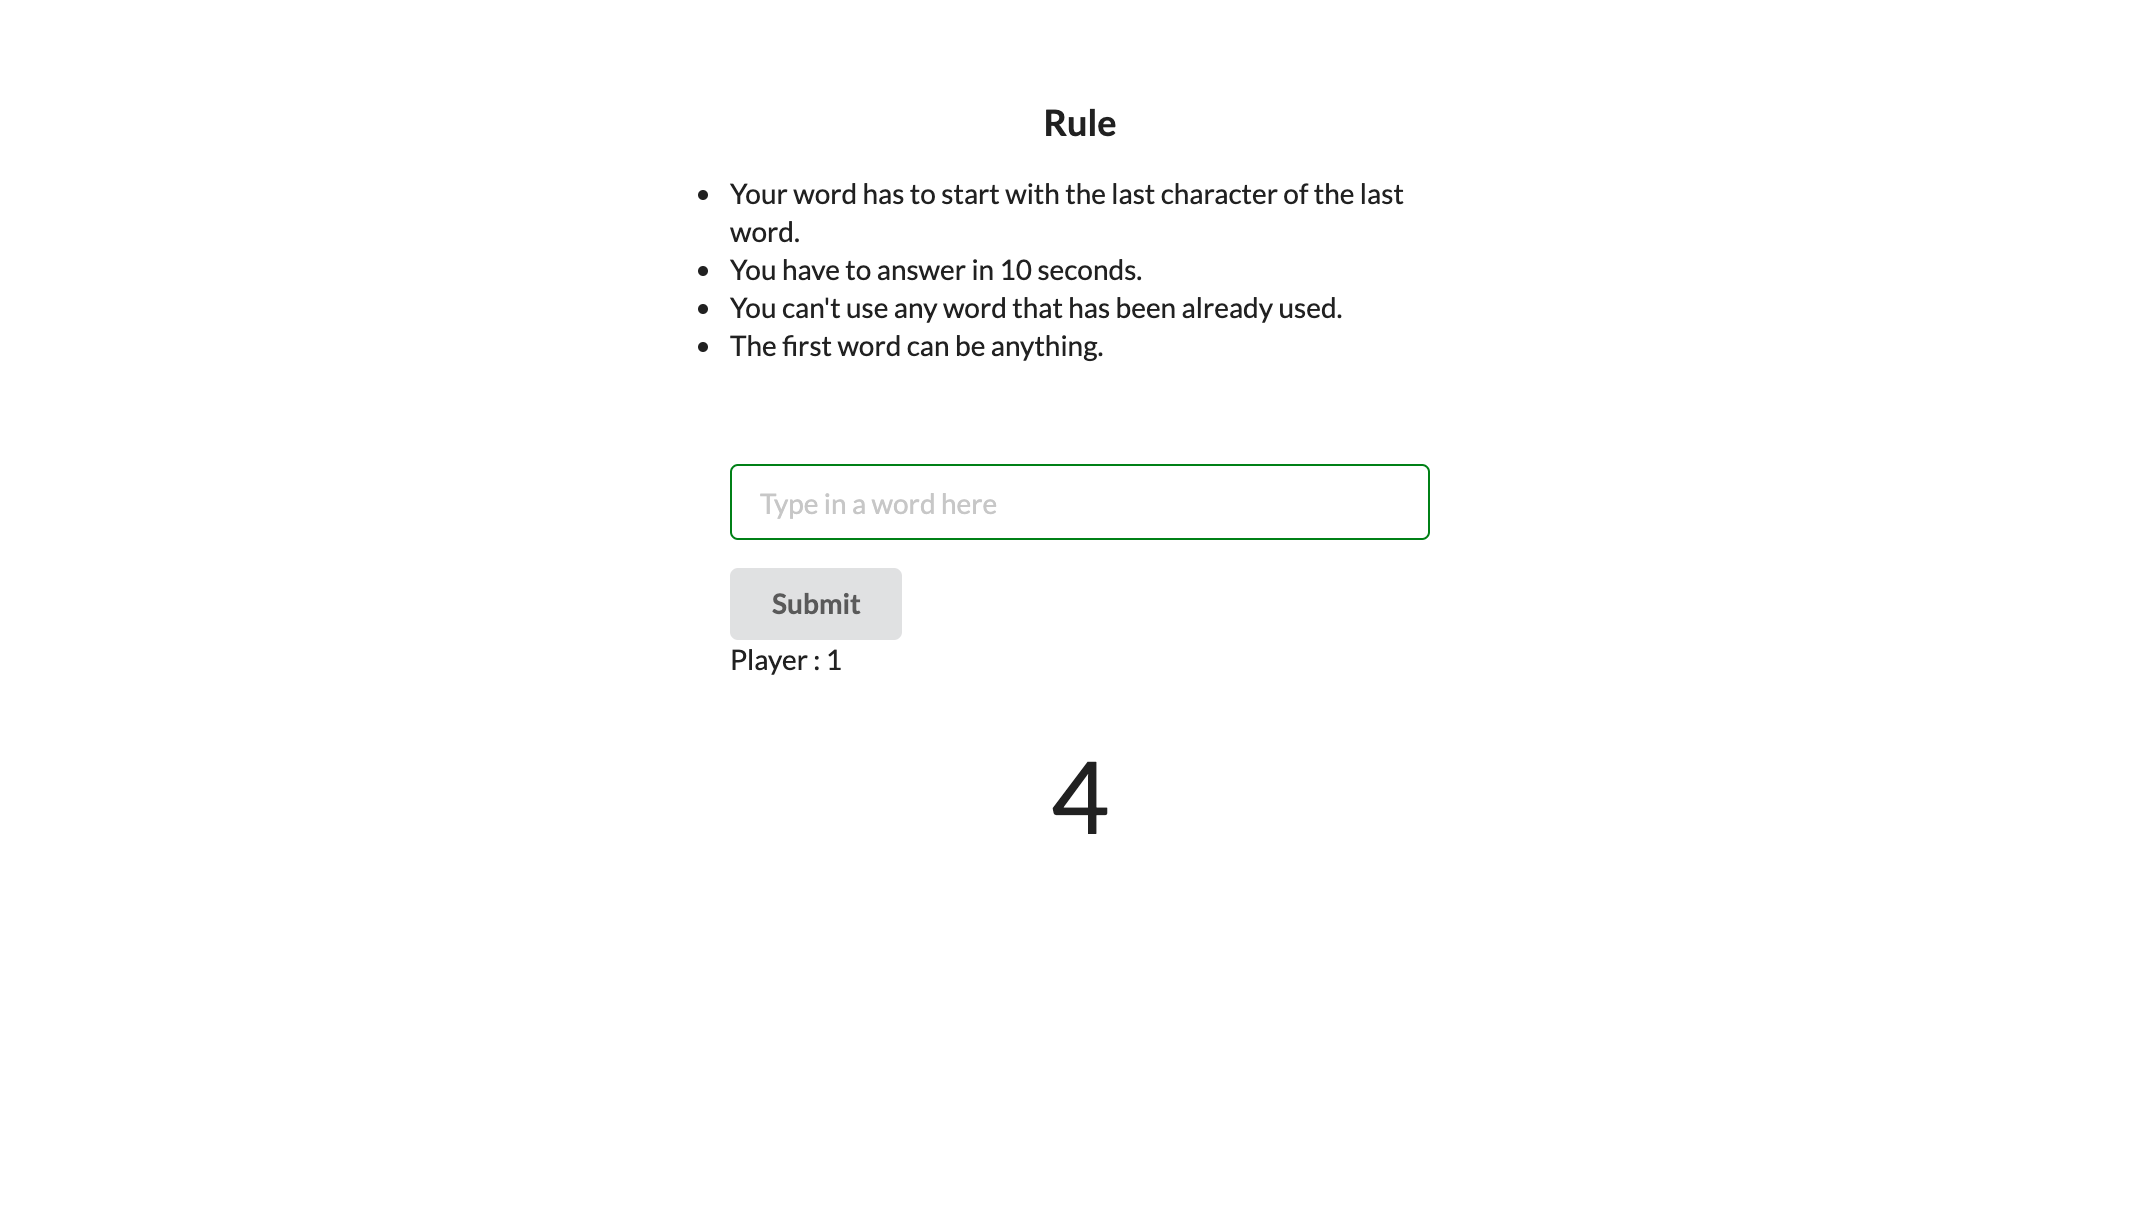 Rule
• Your word has to start with the last character of the last
word.
• You have to answer in 10 seconds.
• You can't use any word that has been already used.
• The first word can be anything.
Type in a word here
Submit
Player : 1
4